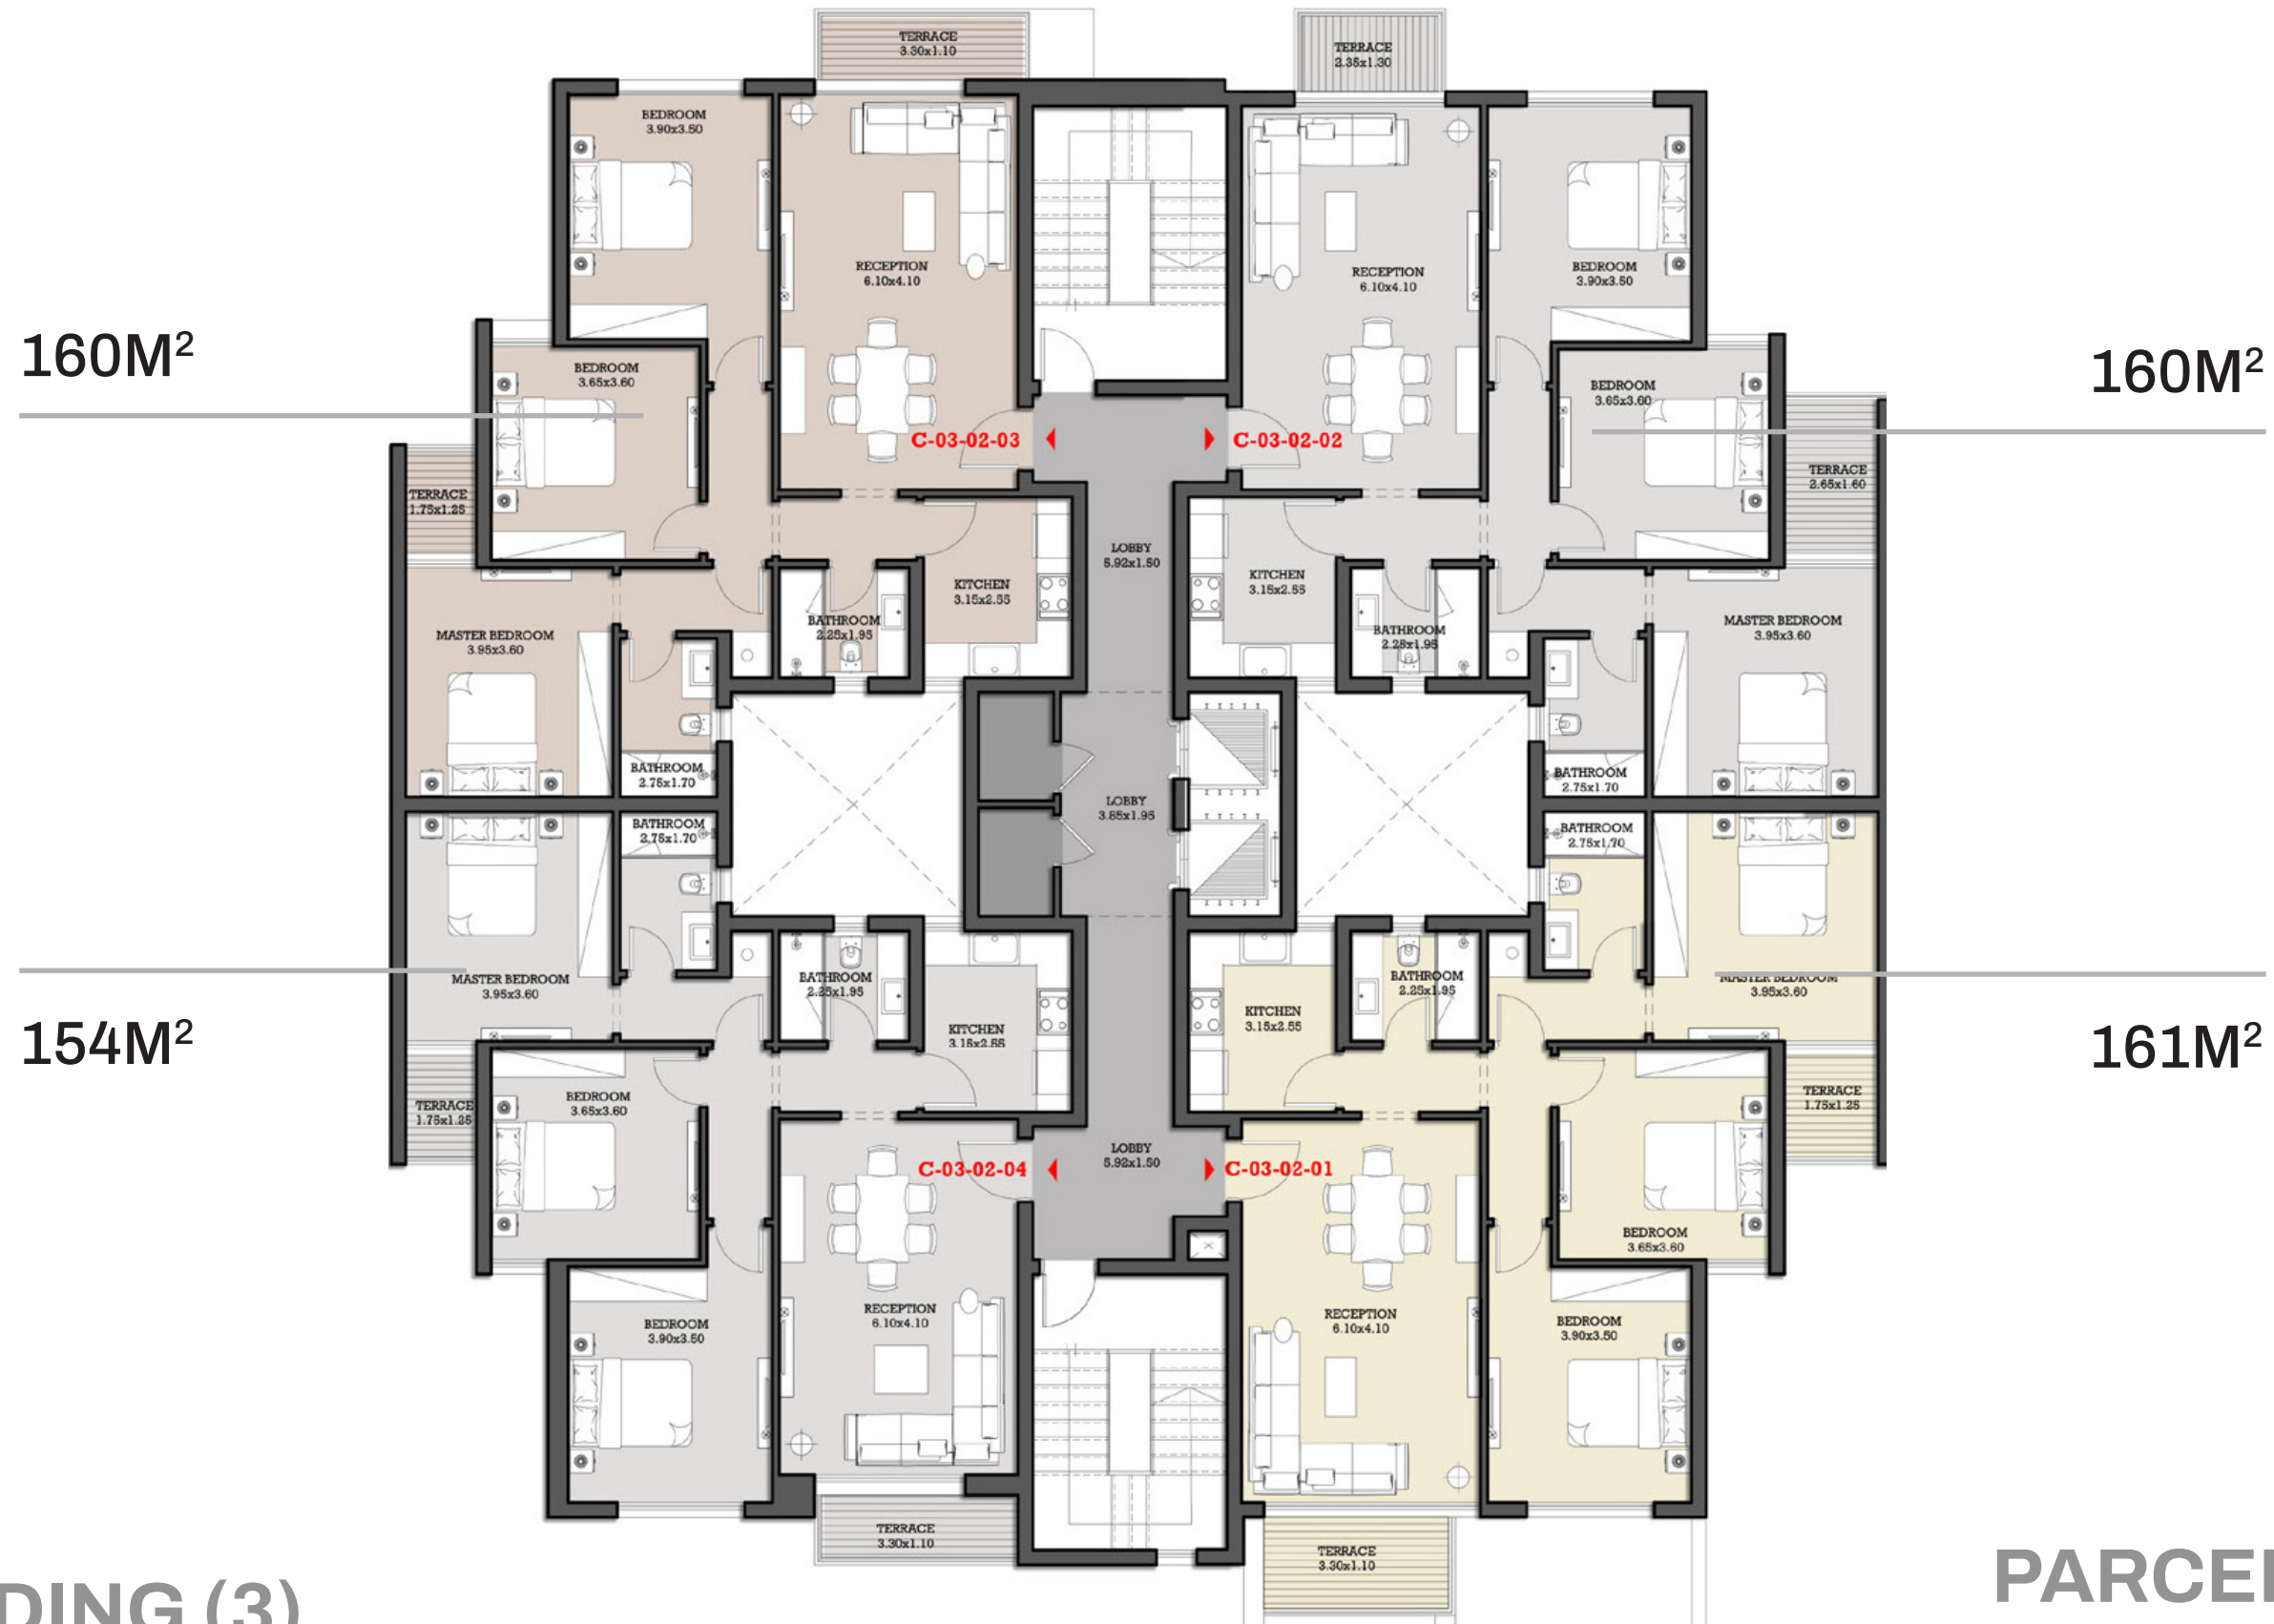 TERRACE
3.30x1.10
TERRACE
2.35x1.30
BEDROOM
3.90x3.50
RECEPTION
6.10x4.10
RECEPTION
6.10x4.10
BEDROOM
3.90x3.50
160M²
BEDROOM
3.65x3.60
BEDROOM
3.65x3.60
160M²
C-03-02-03
C-03-02-02
TERRACE
1.75x1.25
TERRACE
2.65x1.60
LOBBY
5.92x1.50
KITCHEN
3.15x2.55
KITCHEN
3.15x2.55
BATHROOM
2.25x1.95
BATHROOM
2.25x1.95
MASTER BEDROOM
3.95x3.60
MASTER BEDROOM
3.95x3.60
BATHROOM
2.75x1.70
BATHROOM
2.75x1.70
LOBBY
3.85x1.95
BATHROOM
2.75x1.70
BATHROOM
2.75x1.70
MASTER BEDROOM
3.95x3.60
BATHROOM
2.25x1.95
BATHROOM
2.25x1.95
MASTER BEDROOM
3.95x3.60
154M²
KITCHEN
3.15x2.55
KITCHEN
3.15x2.55
161M²
TERRACE
1.75x1.25
BEDROOM
3.65x3.60
TERRACE
1.75x1.25
LOBBY
5.92x1.50
C-03-02-04
C-03-02-01
BEDROOM
3.65x3.60
BEDROOM
3.90x3.50
RECEPTION
6.10x4.10
RECEPTION
6.10x4.10
BEDROOM
3.90x3.50
TERRACE
3.30x1.10
TERRACE
3.30x1.10
DING (3)
PARCEL